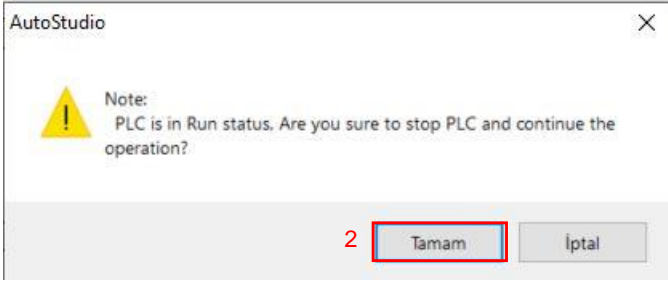 AutoStudio
Note:
PLC is in Run status. Are you sure to stop PLC and continue the
operation?
2
Tamam
İptal